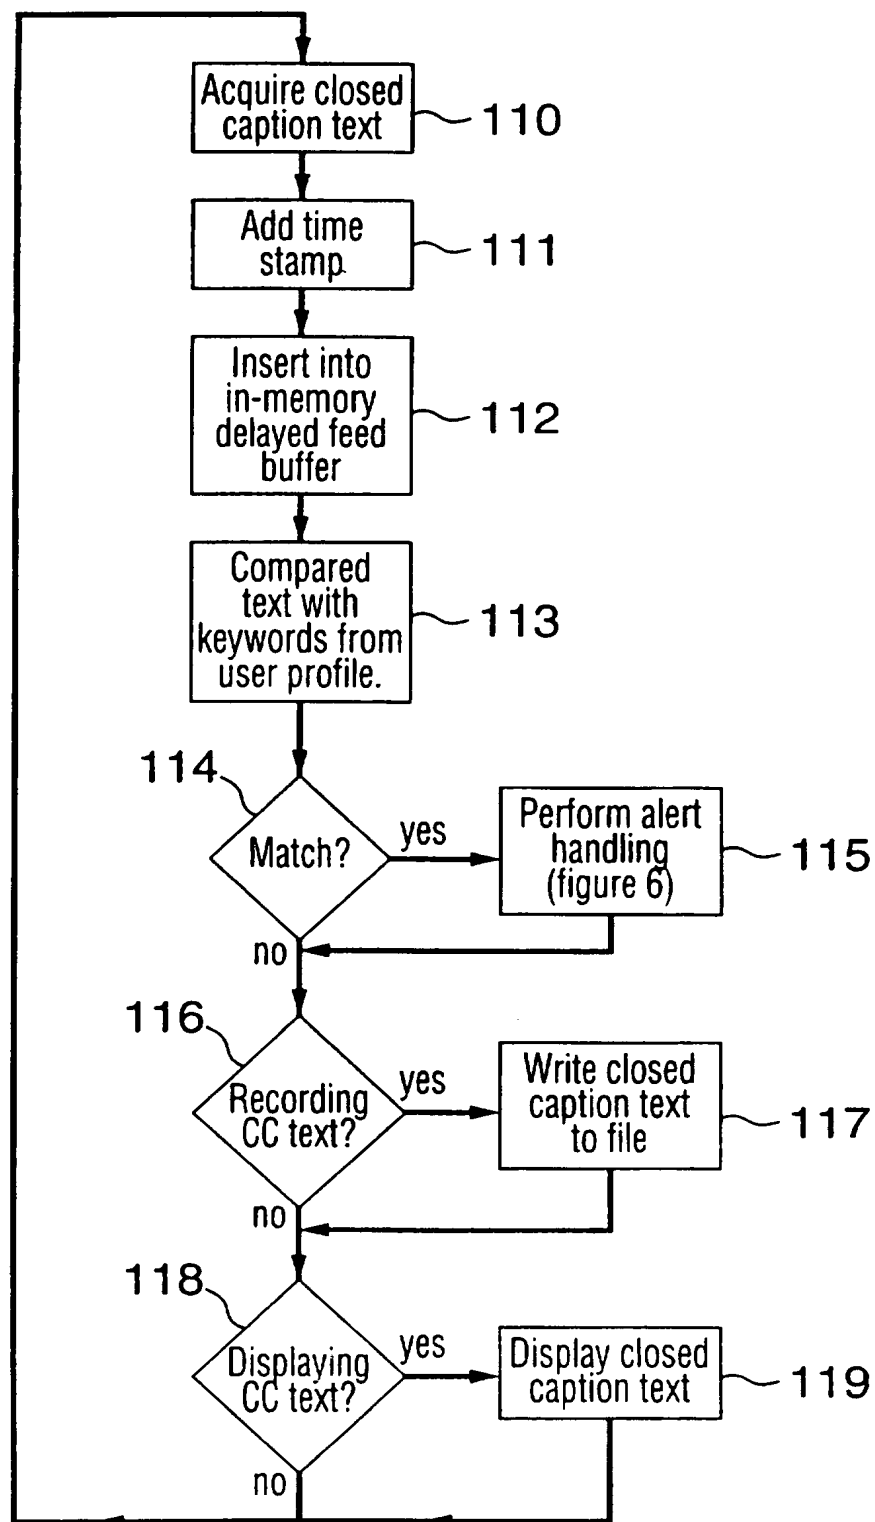 Acquire closed
caption text
110
Add time
stamp.
111
Insert into
in-memory
delayed feed
buffer
112
Compared
text with
keywords from
user profile.
113
114
Match?
yes
no
Perform alert
handling
(figure 6)
115
116
Recording
CC text?
yes
no
Write closed
caption text
to file
117
118
Displaying
CC text?
yes
no
Display closed
caption text
119